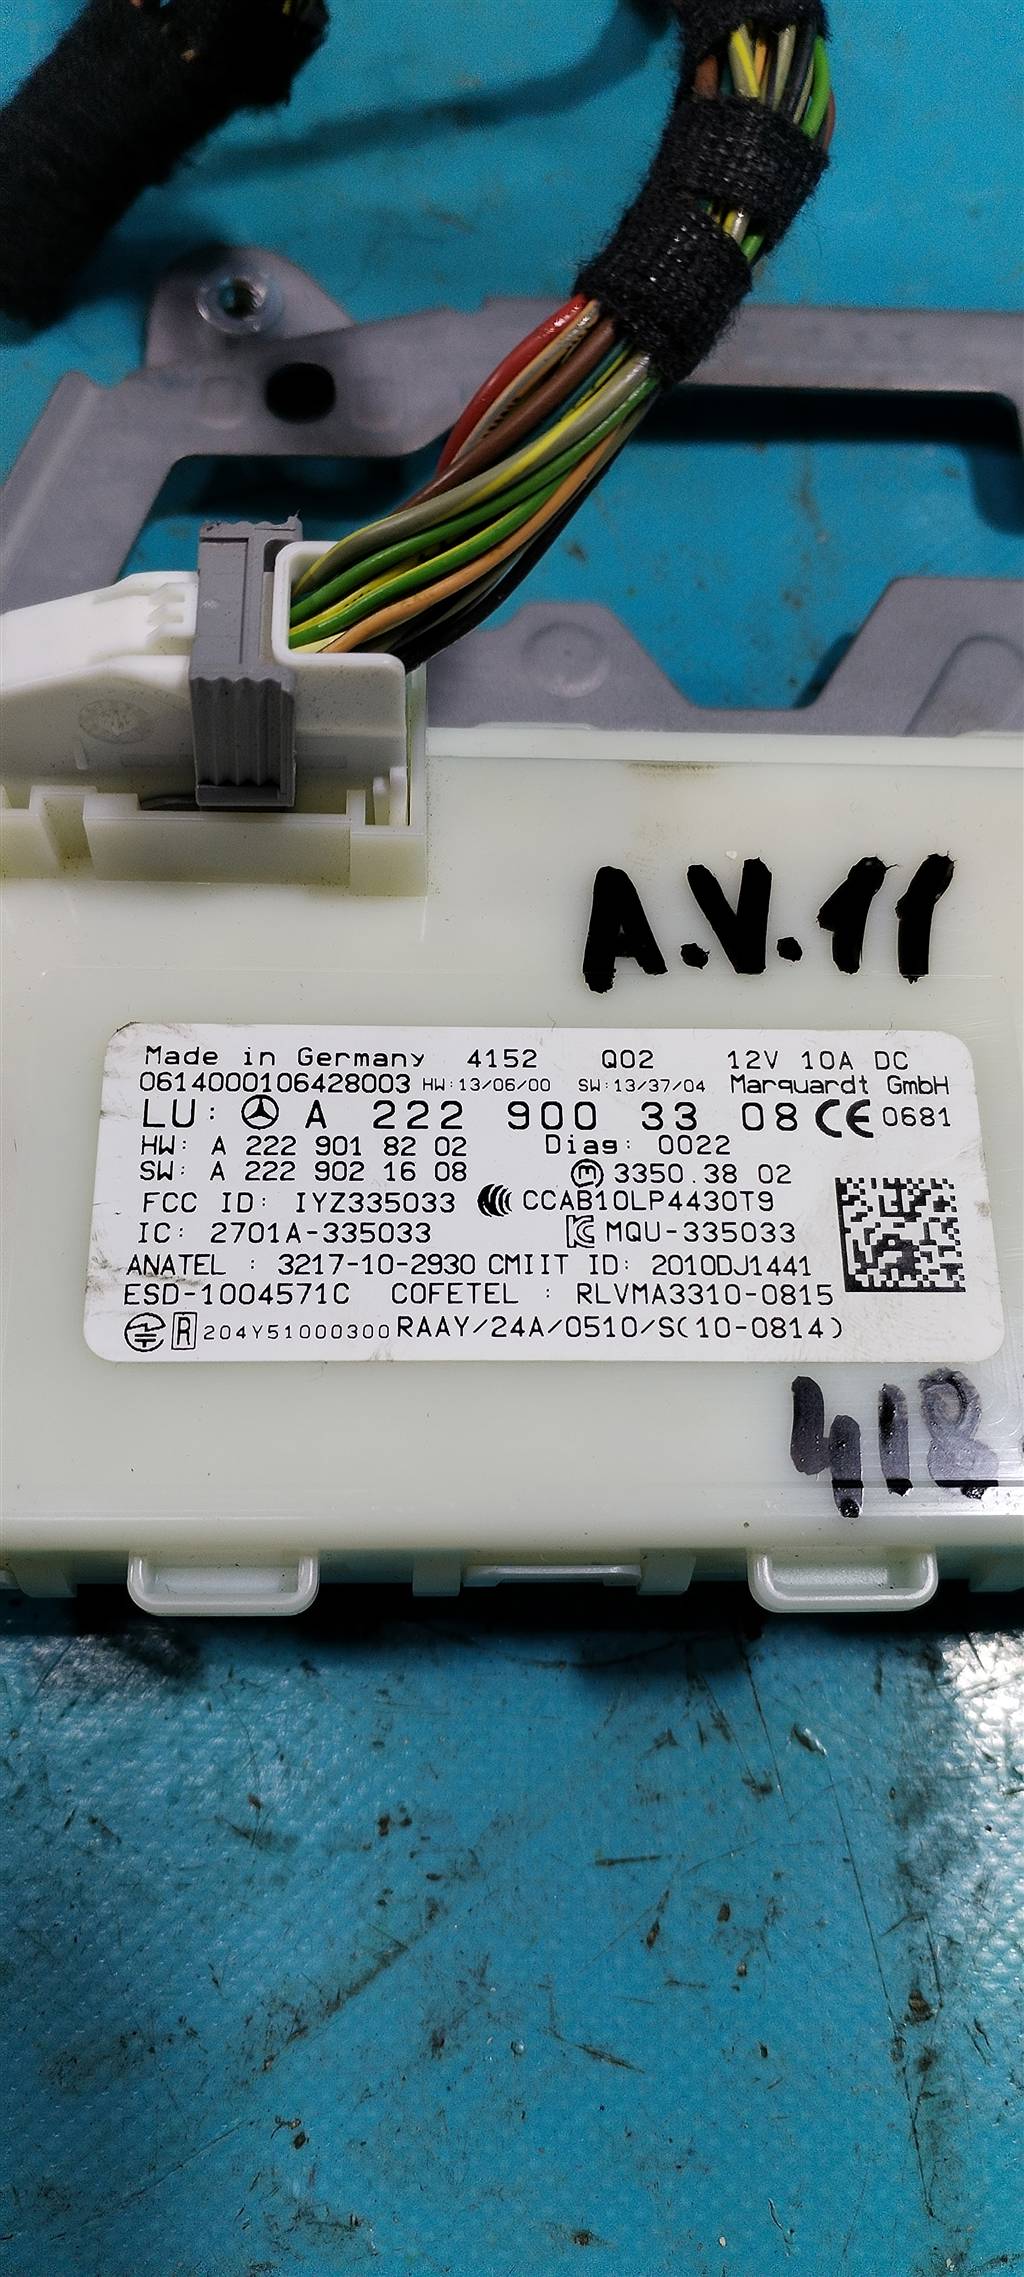 A.V.11
Made in Germany 4152 Q02 12V 10A DC
0614000106428003 HW:13/06/00 SW:13/37/04 Marquardt GmbH
LU: A 222 900 33 08 CE 0681
HW: A 222 901 82 02 Diag: 0022
SW: A 222 902 16 08 m 3350.38 02
FCC ID: IYZ335033 CCAB10LP4430T9
IC: 2701A-335033 MQU-335033
ANATEL : 3217-10-2930 CMIIT ID: 2010DJ1441
ESD-1004571C COFETEL : RLVMA3310-0815
R 204Y51000300 RAAY/24A/0510/S(10-0814)
418